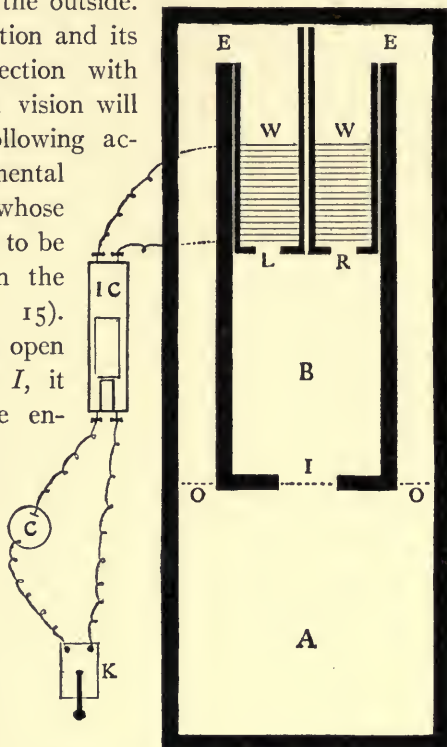 the outside.
tion and its
ection with
vision will
ollowing ac-
mental
whose
to be
the
15).
open
I, it
e en-
E E
W W
I C
L R
B
I
O O
C
A
K